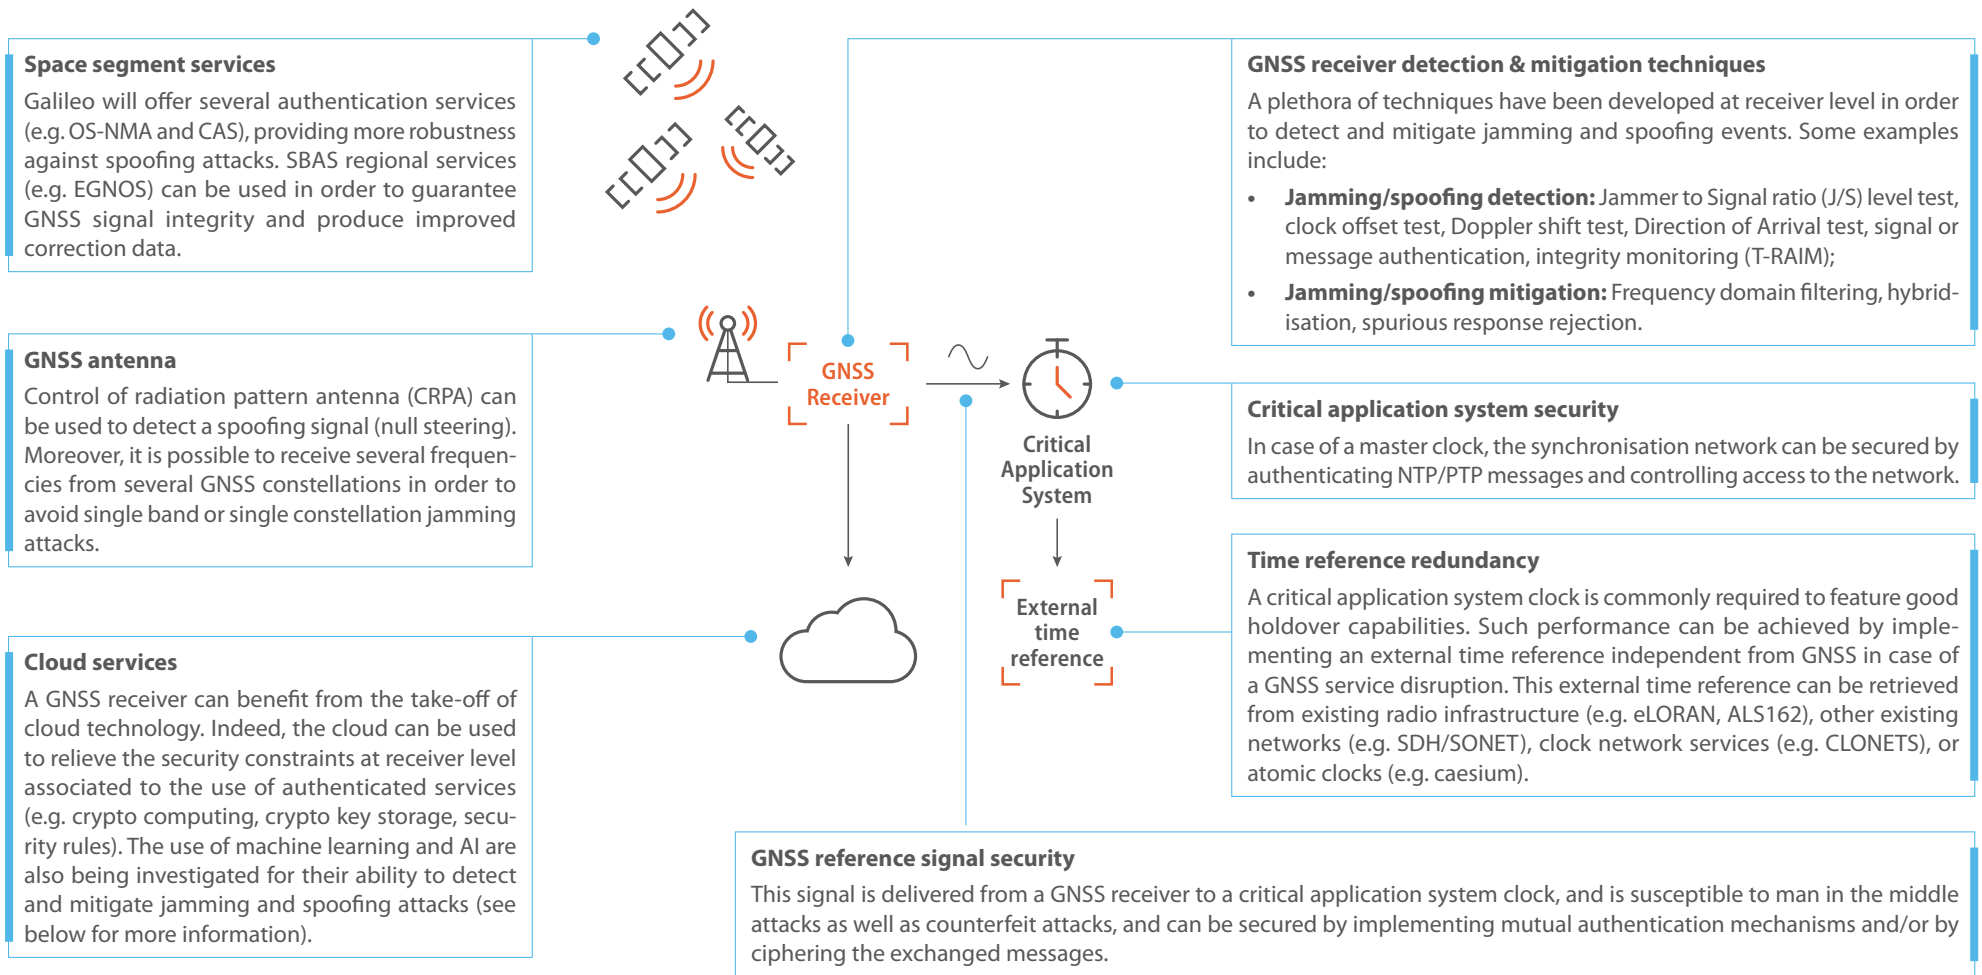 Space segment services
Galileo will offer several authentication services
(e.g. OS-NMA and CAS), providing more robustness
against spoofing attacks. SBAS regional services
(e.g. EGNOS) can be used in order to guarantee
GNSS signal integrity and produce improved
correction data.
GNSS antenna
Control of radiation pattern antenna (CRPA) can
be used to detect a spoofing signal (null steering).
Moreover, it is possible to receive several frequen-
cies from several GNSS constellations in order to
avoid single band or single constellation jamming
attacks.
Cloud services
A GNSS receiver can benefit from the take-off of
cloud technology. Indeed, the cloud can be used
to relieve the security constraints at receiver level
associated to the use of authenticated services
(e.g. crypto computing, crypto key storage, secu-
rity rules). The use of machine learning and AI are
also being investigated for their ability to detect
and mitigate jamming and spoofing attacks (see
below for more information).
GNSS
Receiver
Critical
Application
System
External
time
reference
GNSS receiver detection & mitigation techniques
A plethora of techniques have been developed at receiver level in order
to detect and mitigate jamming and spoofing events. Some examples
include:
• Jamming/spoofing detection: Jammer to Signal ratio (J/S) level test,
clock offset test, Doppler shift test, Direction of Arrival test, signal or
message authentication, integrity monitoring (T-RAIM);
• Jamming/spoofing mitigation: Frequency domain filtering, hybrid-
isation, spurious response rejection.
Critical application system security
In case of a master clock, the synchronisation network can be secured by
authenticating NTP/PTP messages and controlling access to the network.
Time reference redundancy
A critical application system clock is commonly required to feature good
holdover capabilities. Such performance can be achieved by imple-
menting an external time reference independent from GNSS in case of
a GNSS service disruption. This external time reference can be retrieved
from existing radio infrastructure (e.g. eLORAN, ALS162), other existing
networks (e.g. SDH/SONET), clock network services (e.g. CLONETS), or
atomic clocks (e.g. caesium).
GNSS reference signal security
This signal is delivered from a GNSS receiver to a critical application system clock, and is susceptible to man in the middle
attacks as well as counterfeit attacks, and can be secured by implementing mutual authentication mechanisms and/or by
ciphering the exchanged messages.